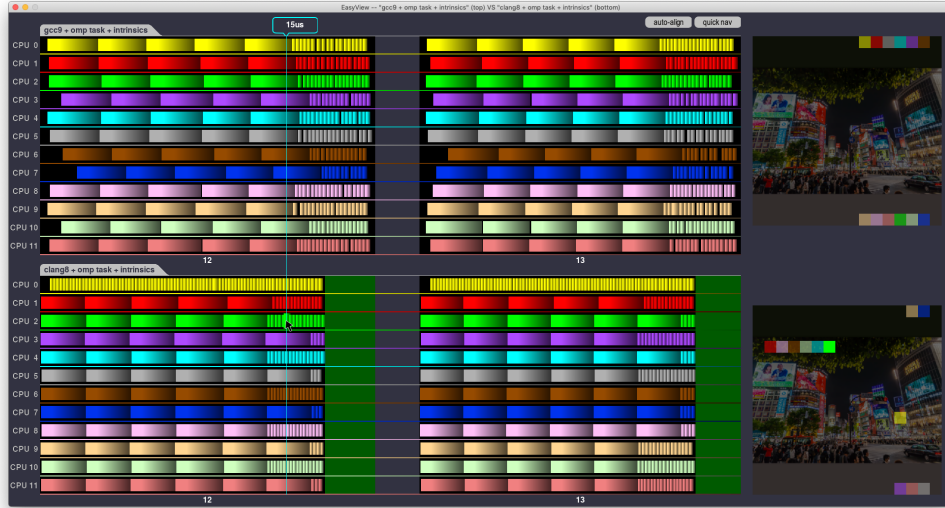 EasyView -- "gcc9 + omp task + intrinsics" (top) VS "clang8 + omp task + intrinsics" (bottom)
15us
auto-align
quick nav
gcc9 + omp task + intrinsics
CPU 0
CPU 1
CPU 2
CPU 3
CPU 4
CPU 5
CPU 6
CPU 7
CPU 8
CPU 9
CPU 10
CPU 11
12 13
clang8 + omp task + intrinsics
CPU 0
CPU 1
CPU 2
CPU 3
CPU 4
CPU 5
CPU 6
CPU 7
CPU 8
CPU 9
CPU 10
CPU 11
12 13